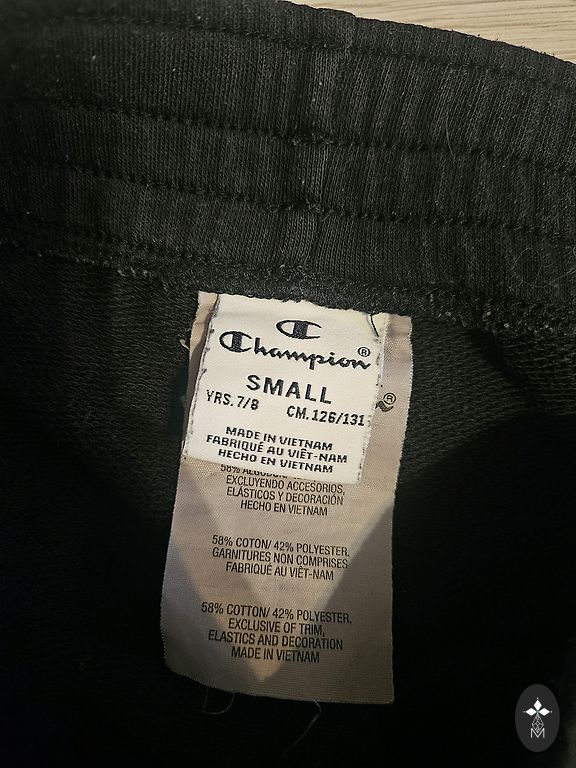 Champion®
SMALL
YRS. 7/8 CM. 126/131
MADE IN VIETNAM
FABRIQUÉ AU VIÊT-NAM
HECHO EN VIETNAM
®
58%
EXCLUYENDO ACCESORIOS,
ELÁSTICOS Y DECORACIÓN
HECHO EN VIETNAM
58% COTON/ 42% POLYESTER,
GARNITURES NON COMPRISES
FABRIQUÉ AU VIÊT-NAM
58% COTTON/ 42% POLYESTER,
EXCLUSIVE OF TRIM,
ELASTICS AND DECORATION
MADE IN VIETNAM
M